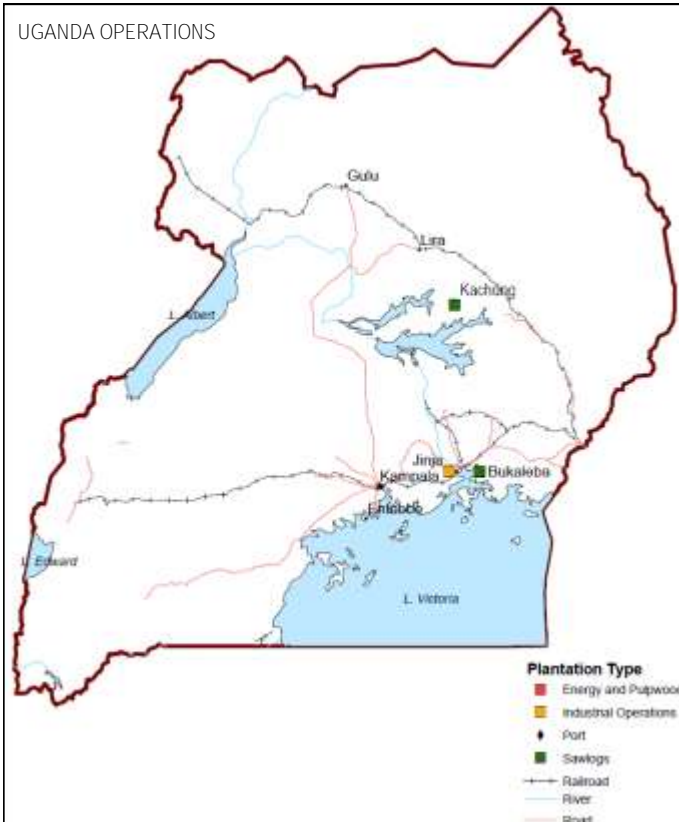 UGANDA OPERATIONS
Gulu
Lira
Kachung
L. Albert
Jinja
Bukaleba
Kampala
Entebbe
L. Edward
L. Victoria
Plantation Type
Energy and Pulpwood
Industrial Operations
Port
Sawlogs
Railroad
River
Road